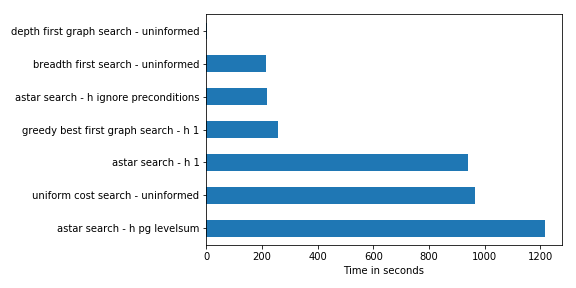 depth first graph search - uninformed
breadth first search - uninformed
astar search - h ignore preconditions
greedy best first graph search - h 1
astar search - h 1
uniform cost search - uninformed
astar search - h pg levelsum
0 200 400 600 800 1000 1200
Time in seconds